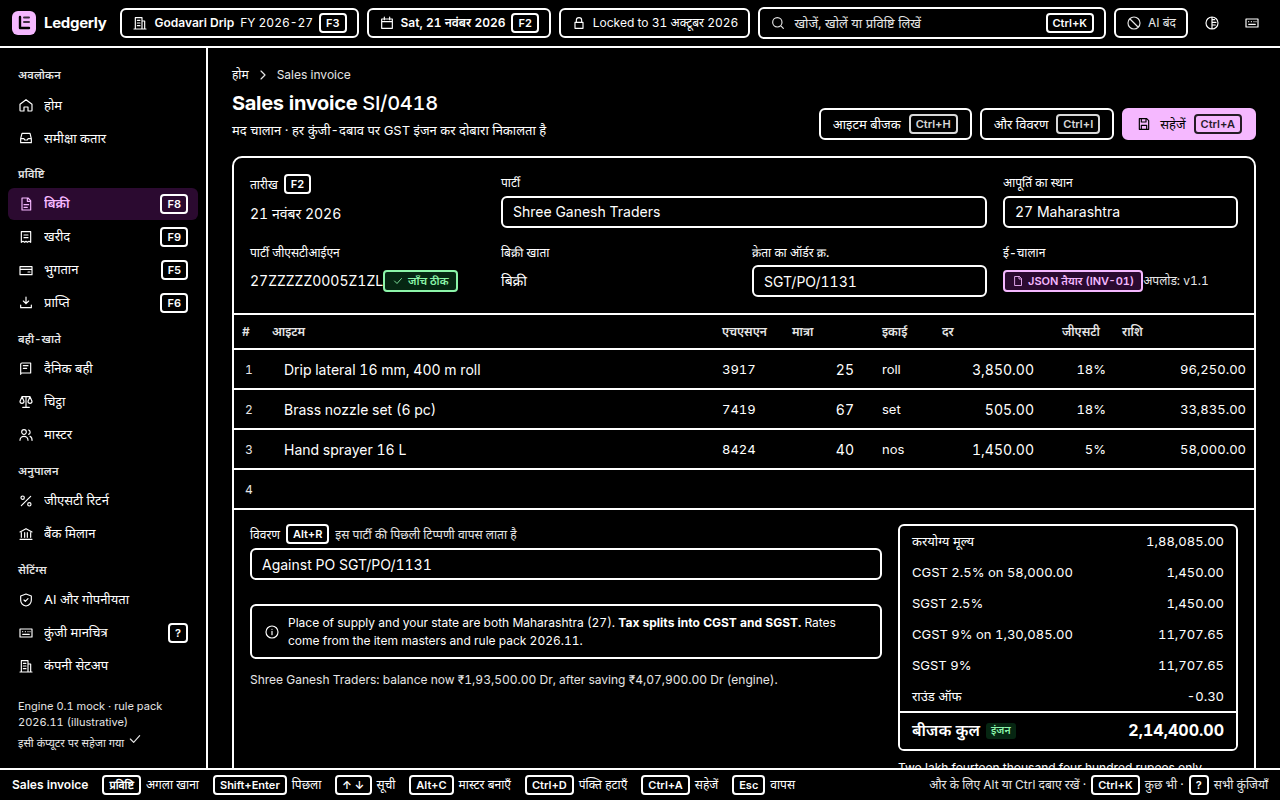 Ledgerly
Godavari Drip FY 2026-27 F3
Sat, 21 नवंबर 2026 F2
Locked to 31 अक्टूबर 2026
खोजें, खोलें या प्रविष्टि लिखें Ctrl+K
AI बंद
अवलोकन
होम
समीक्षा कतार
प्रविष्टि
बिक्री F8
खरीद F9
भुगतान F5
प्राप्ति F6
बही-खाते
दैनिक बही
चिट्ठा
मास्टर
अनुपालन
जीएसटी रिटर्न
बैंक मिलान
सेटिंग्स
AI और गोपनीयता
कुंजी मानचित्र ?
कंपनी सेटअप
Engine 0.1 mock · rule pack
2026.11 (illustrative)
इसी कंप्यूटर पर सहेजा गया
होम > Sales invoice
Sales invoice SI/0418
मद चालान · हर कुंजी-दबाव पर GST इंजन कर दोबारा निकालता है
आइटम बीजक Ctrl+H
और विवरण Ctrl+I
सहेजें Ctrl+A
तारीख F2
21 नवंबर 2026
पार्टी
Shree Ganesh Traders
आपूर्ति का स्थान
27 Maharashtra
पार्टी जीएसटीआईएन
27ZZZZZ0005Z1ZL जाँच ठीक
बिक्री खाता
बिक्री
क्रेता का ऑर्डर क्र.
SGT/PO/1131
ई-चालान
JSON तैयार (INV-01) अपलोड: v1.1
# आइटम एचएसएन मात्रा इकाई दर जीएसटी राशि
1 Drip lateral 16 mm, 400 m roll 3917 25 roll 3,850.00 18% 96,250.00
2 Brass nozzle set (6 pc) 7419 67 set 505.00 18% 33,835.00
3 Hand sprayer 16 L 8424 40 nos 1,450.00 5% 58,000.00
4
विवरण Alt+R इस पार्टी की पिछली टिप्पणी वापस लाता है
Against PO SGT/PO/1131
Place of supply and your state are both Maharashtra (27). Tax splits into CGST and SGST. Rates
come from the item masters and rule pack 2026.11.
Shree Ganesh Traders: balance now ₹1,93,500.00 Dr, after saving ₹4,07,900.00 Dr (engine).
करयोग्य मूल्य 1,88,085.00
CGST 2.5% on 58,000.00 1,450.00
SGST 2.5% 1,450.00
CGST 9% on 1,30,085.00 11,707.65
SGST 9% 11,707.65
राउंड ऑफ -0.30
बीजक कुल इंजन 2,14,400.00
Two lakh fourteen thousand four hundred rupees only
Sales invoice प्रविष्टि अगला खाना Shift+Enter पिछला ↑↓ सूची Alt+C मास्टर बनाएँ Ctrl+D पंक्ति हटाएँ Ctrl+A सहेजें Esc वापस और के लिए Alt या Ctrl दबाए रखें · Ctrl+K कुछ भी · ? सभी कुंजियाँ